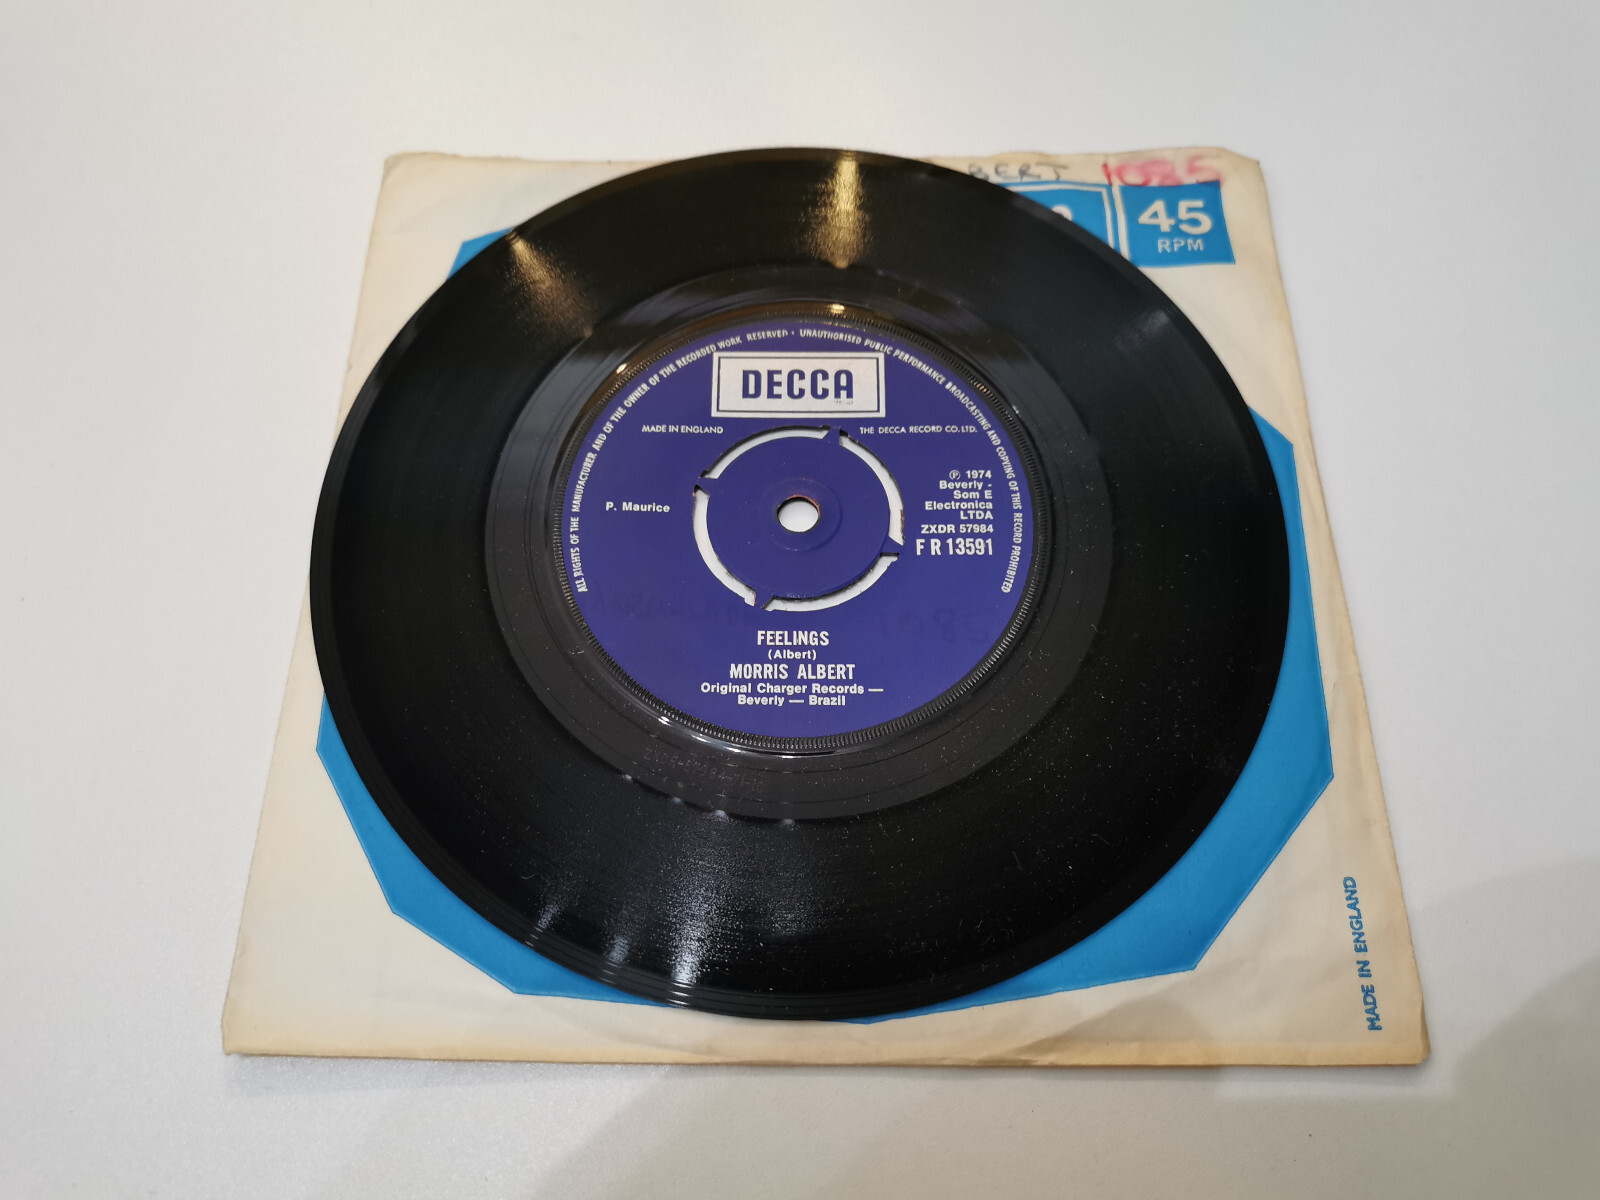 BERT 1085
45
RPM
ALL RIGHTS OF THE MANUFACTURER AND OF THE OWNER OF THE RECORDED WORK RESERVED · UNAUTHORISED PUBLIC PERFORMANCE BROADCASTING AND COPYING OF THIS RECORD PROHIBITED
DECCA
MADE IN ENGLAND
THE DECCA RECORD CO. LTD.
P. Maurice
Ⓟ 1974
Beverly -
Som E
Electronica
LTDA
ZXDR 57984
F R 13591
1085
FEELINGS
(Albert)
MORRIS ALBERT
Original Charger Records —
Beverly — Brazil
MADE IN ENGLAND